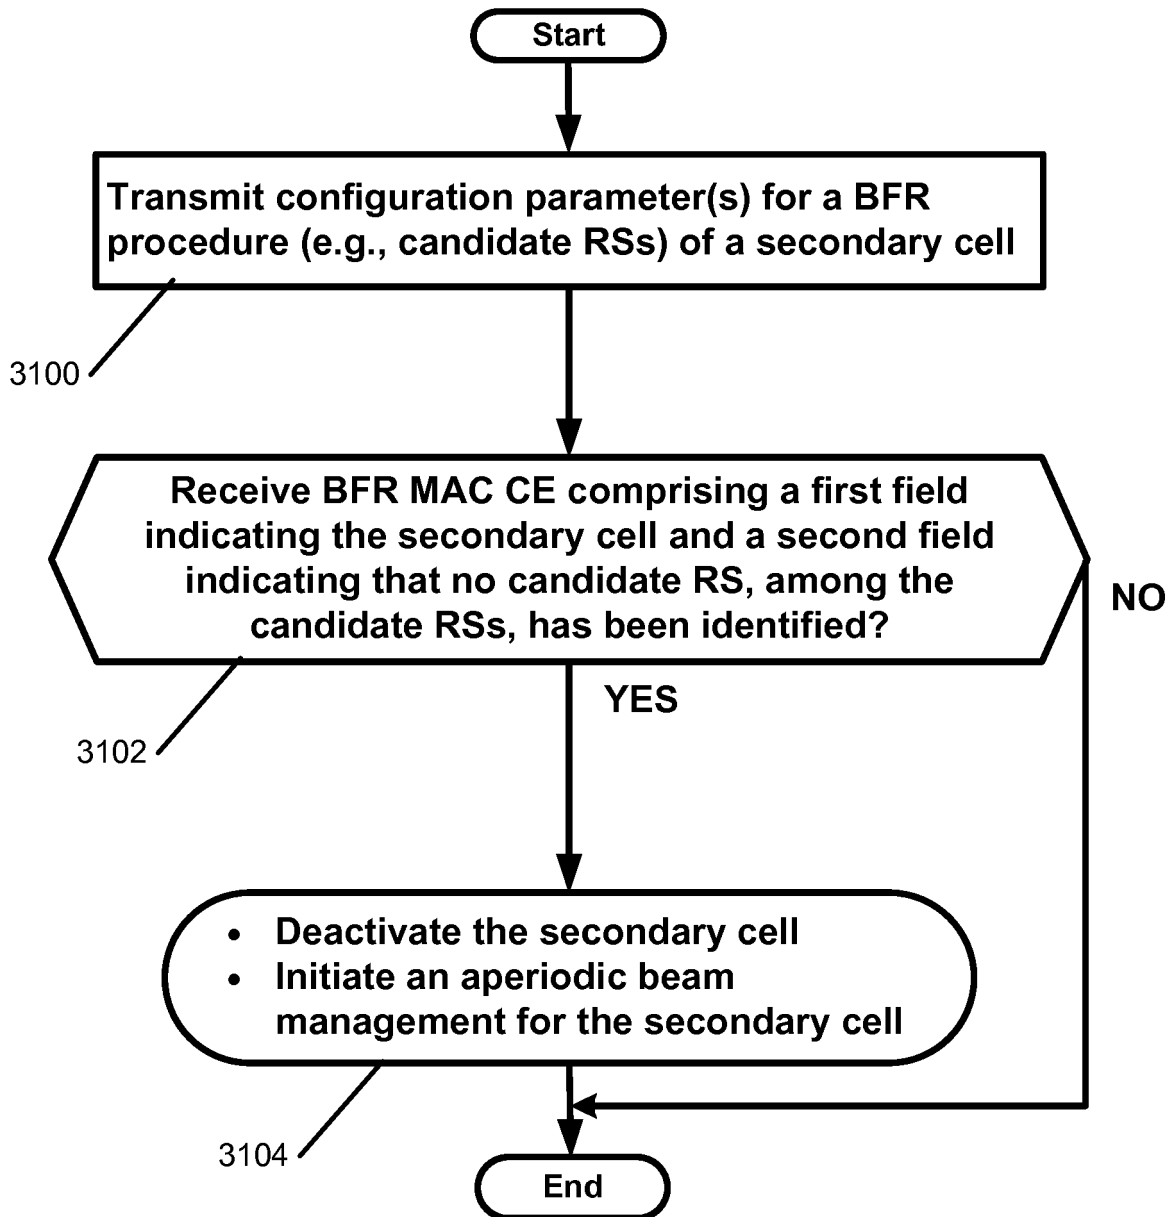 Start
Transmit configuration parameter(s) for a BFR
procedure (e.g., candidate RSs) of a secondary cell
3100
Receive BFR MAC CE comprising a first field
indicating the secondary cell and a second field
indicating that no candidate RS, among the
candidate RSs, has been identified?
NO
YES
3102
• Deactivate the secondary cell
• Initiate an aperiodic beam
management for the secondary cell
3104
End